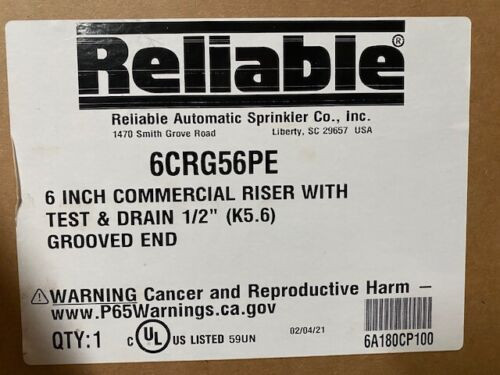 Reliable®
Reliable Automatic Sprinkler Co., Inc.
1470 Smith Grove Road Liberty, SC 29657 USA
6CRG56PE
6 INCH COMMERCIAL RISER WITH
TEST & DRAIN 1/2" (K5.6)
GROOVED END
⚠WARNING Cancer and Reproductive Harm –
www.P65Warnings.ca.gov
QTY:1 C UL US LISTED 59UN 02/04/21 6A180CP100